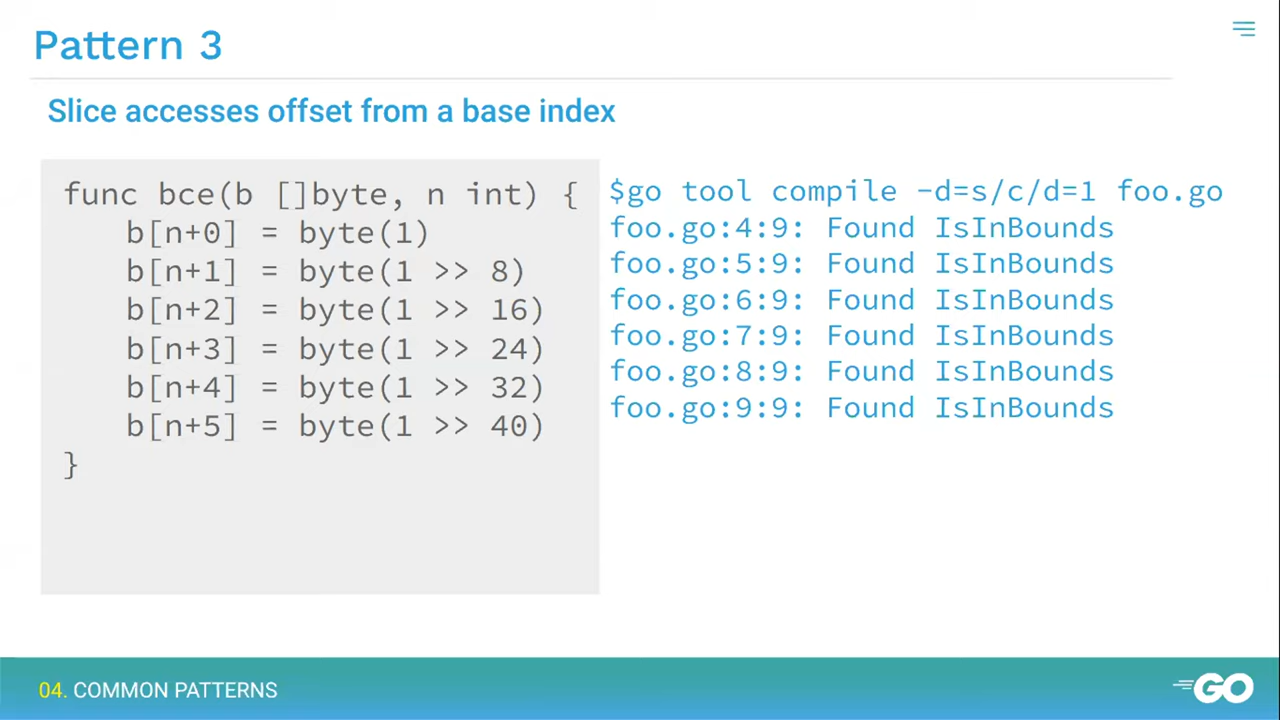 Pattern 3
Slice accesses offset from a base index
func bce(b []byte, n int) {
    b[n+0] = byte(1)
    b[n+1] = byte(1 >> 8)
    b[n+2] = byte(1 >> 16)
    b[n+3] = byte(1 >> 24)
    b[n+4] = byte(1 >> 32)
    b[n+5] = byte(1 >> 40)
}
$go tool compile -d=s/c/d=1 foo.go
foo.go:4:9: Found IsInBounds
foo.go:5:9: Found IsInBounds
foo.go:6:9: Found IsInBounds
foo.go:7:9: Found IsInBounds
foo.go:8:9: Found IsInBounds
foo.go:9:9: Found IsInBounds
04. COMMON PATTERNS
GO